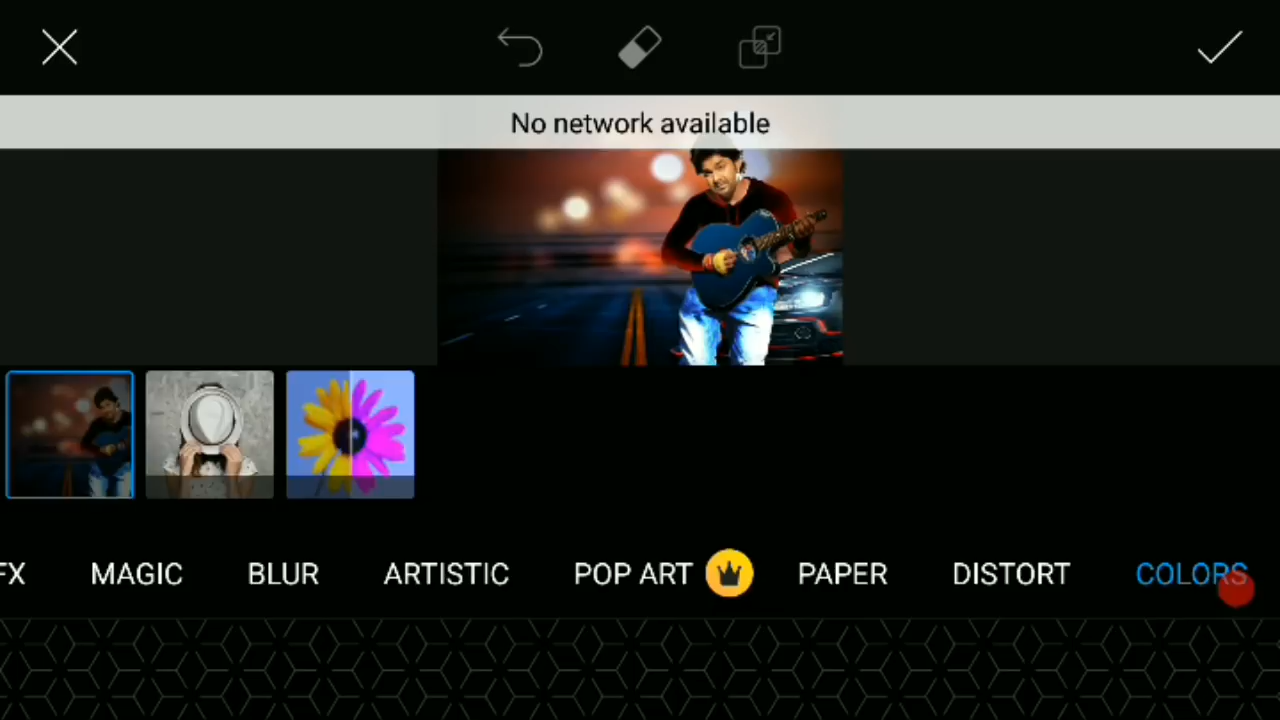 No network available
FX MAGIC BLUR ARTISTIC POP ART PAPER DISTORT COLORS